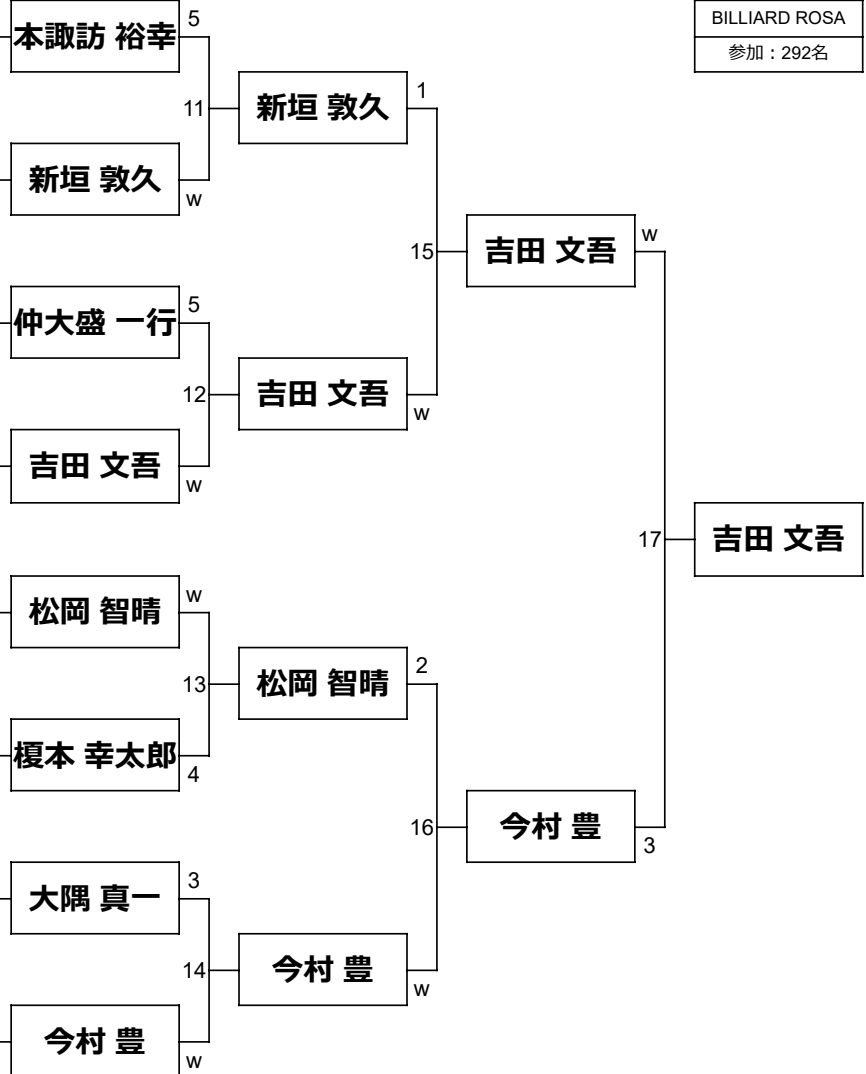 BILLIARD ROSA
参加：292名
本諏訪 裕幸
5
11
新垣 敦久
w
新垣 敦久
1
仲大盛 一行
5
12
吉田 文吾
w
吉田 文吾
w
15
吉田 文吾
w
松岡 智晴
w
13
榎本 幸太郎
4
松岡 智晴
2
大隅 真一
3
14
今村 豊
w
今村 豊
w
16
今村 豊
3
17
吉田 文吾